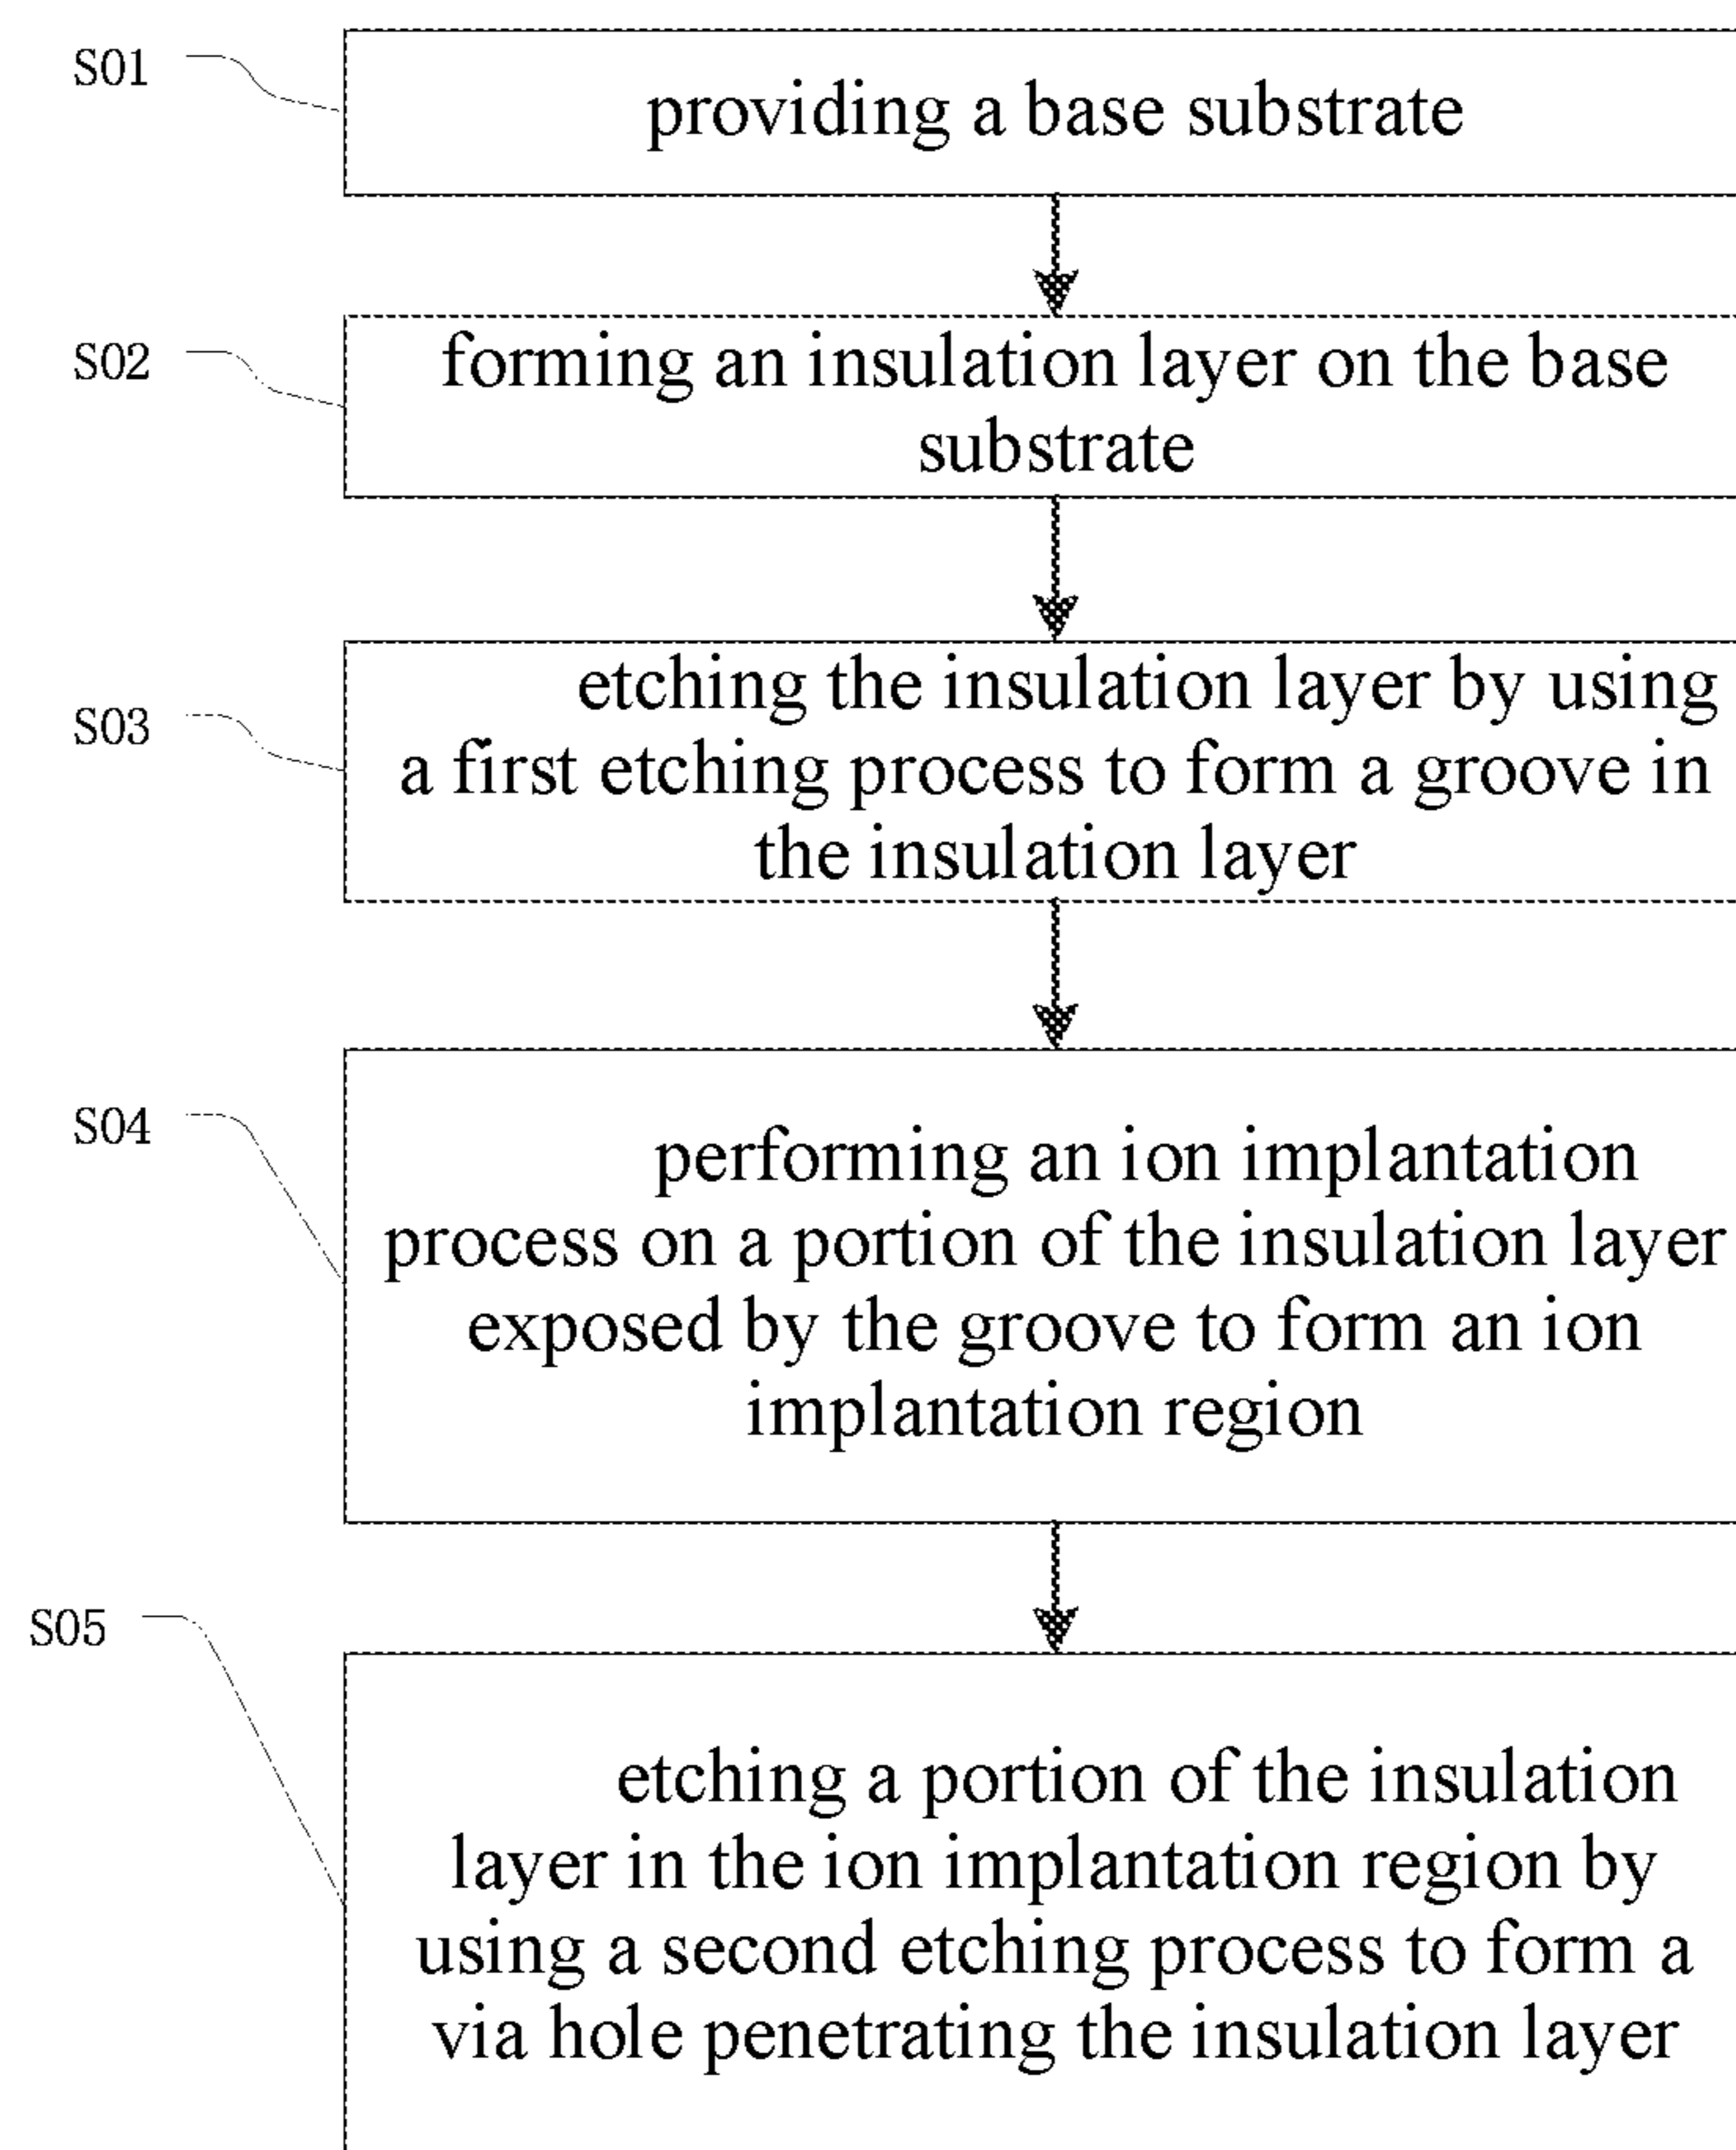 S01
providing a base substrate
S02
forming an insulation layer on the base
substrate
S03
etching the insulation layer by using
a first etching process to form a groove in
the insulation layer
S04
performing an ion implantation
process on a portion of the insulation layer
exposed by the groove to form an ion
implantation region
S05
etching a portion of the insulation
layer in the ion implantation region by
using a second etching process to form a
via hole penetrating the insulation layer